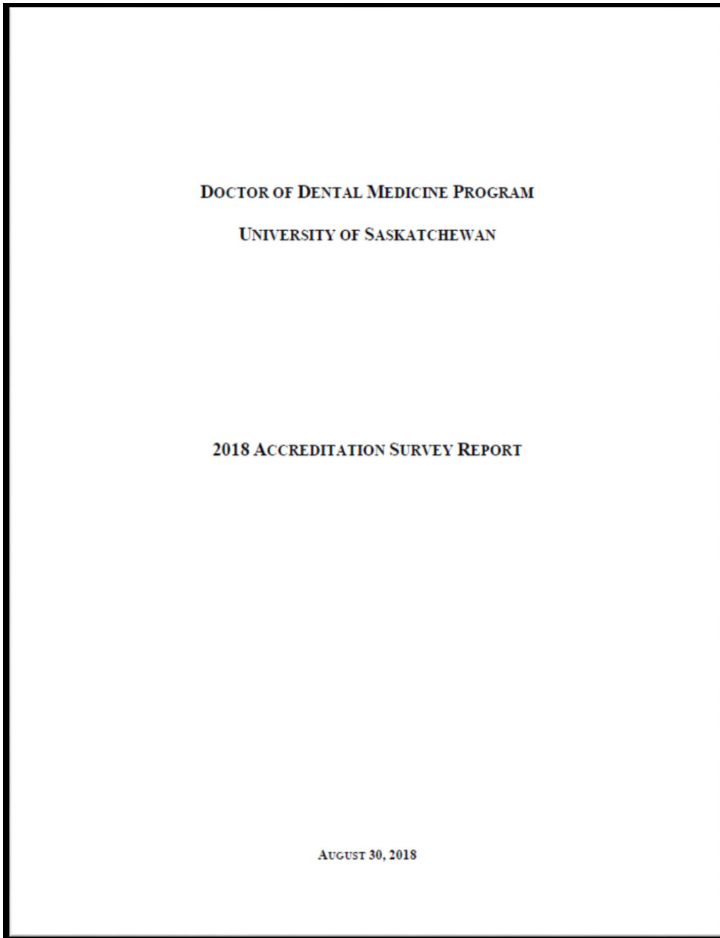 DOCTOR OF DENTAL MEDICINE PROGRAM
UNIVERSITY OF SASKATCHEWAN
2018 ACCREDITATION SURVEY REPORT
AUGUST 30, 2018